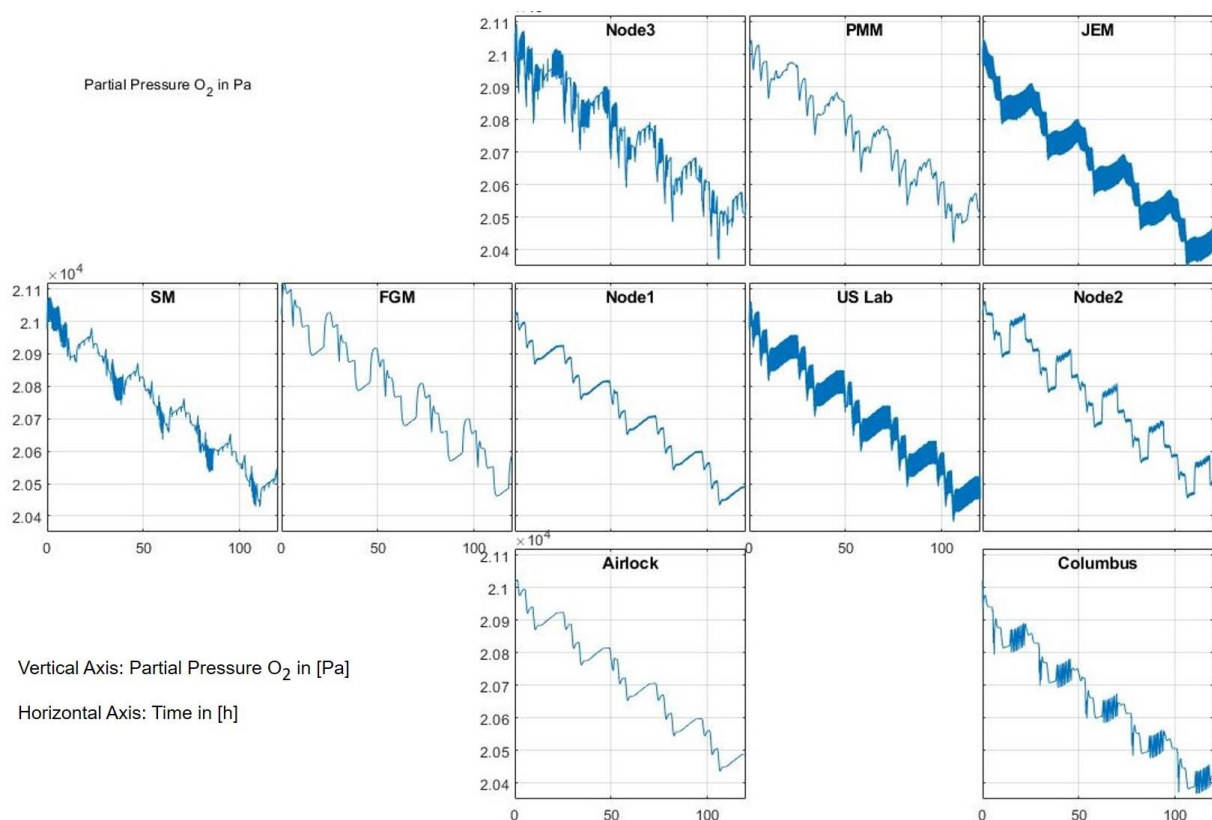 Node3
PMM
JEM
Partial Pressure O2 in Pa
2.11
2.1
2.09
2.08
2.07
2.06
2.05
2.04
×10^4
SM
FGM
Node1
US Lab
Node2
2.11
2.1
2.09
2.08
2.07
2.06
2.05
2.04
0 50 100 0 50 100 0 50 100
×10^4
Airlock
Columbus
2.11
2.1
2.09
2.08
2.07
2.06
2.05
2.04
0 50 100 0 50 100
Vertical Axis: Partial Pressure O2 in [Pa]
Horizontal Axis: Time in [h]